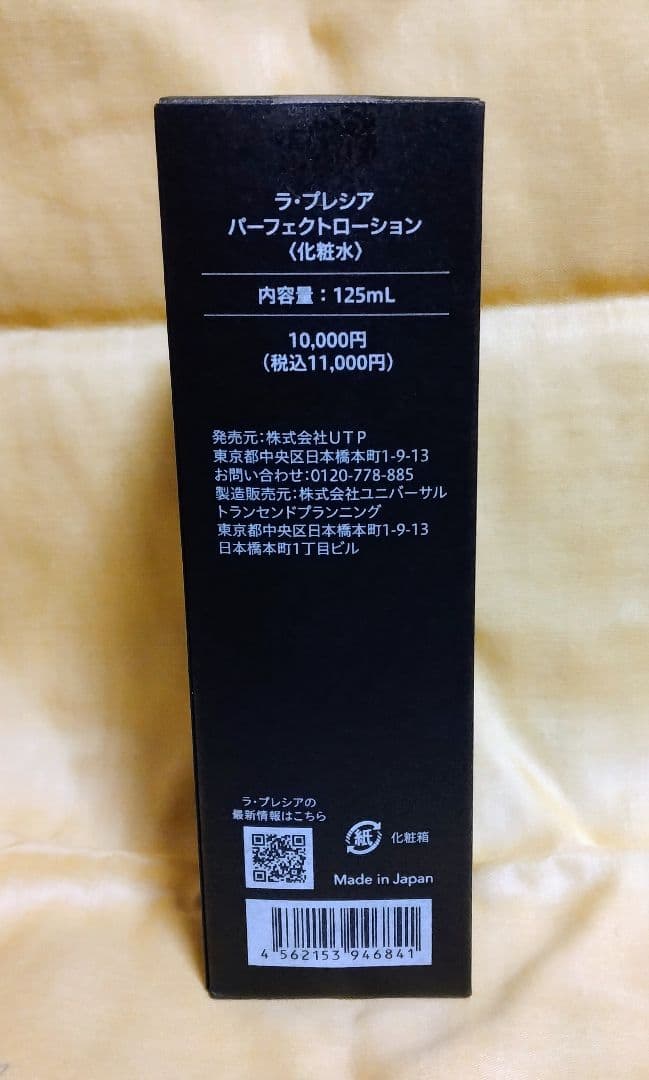 ラ・プレシア
パーフェクトローション
〈化粧水〉
内容量：125mL
10,000円
（税込11,000円）
発売元：株式会社UTP
東京都中央区日本橋本町1-9-13
お問い合わせ：0120-778-885
製造販売元：株式会社ユニバーサル
トランセンドプランニング
東京都中央区日本橋本町1-9-13
日本橋本町1丁目ビル
ラ・プレシアの
最新情報はこちら
紙 化粧箱
Made in Japan
4 562153 946841